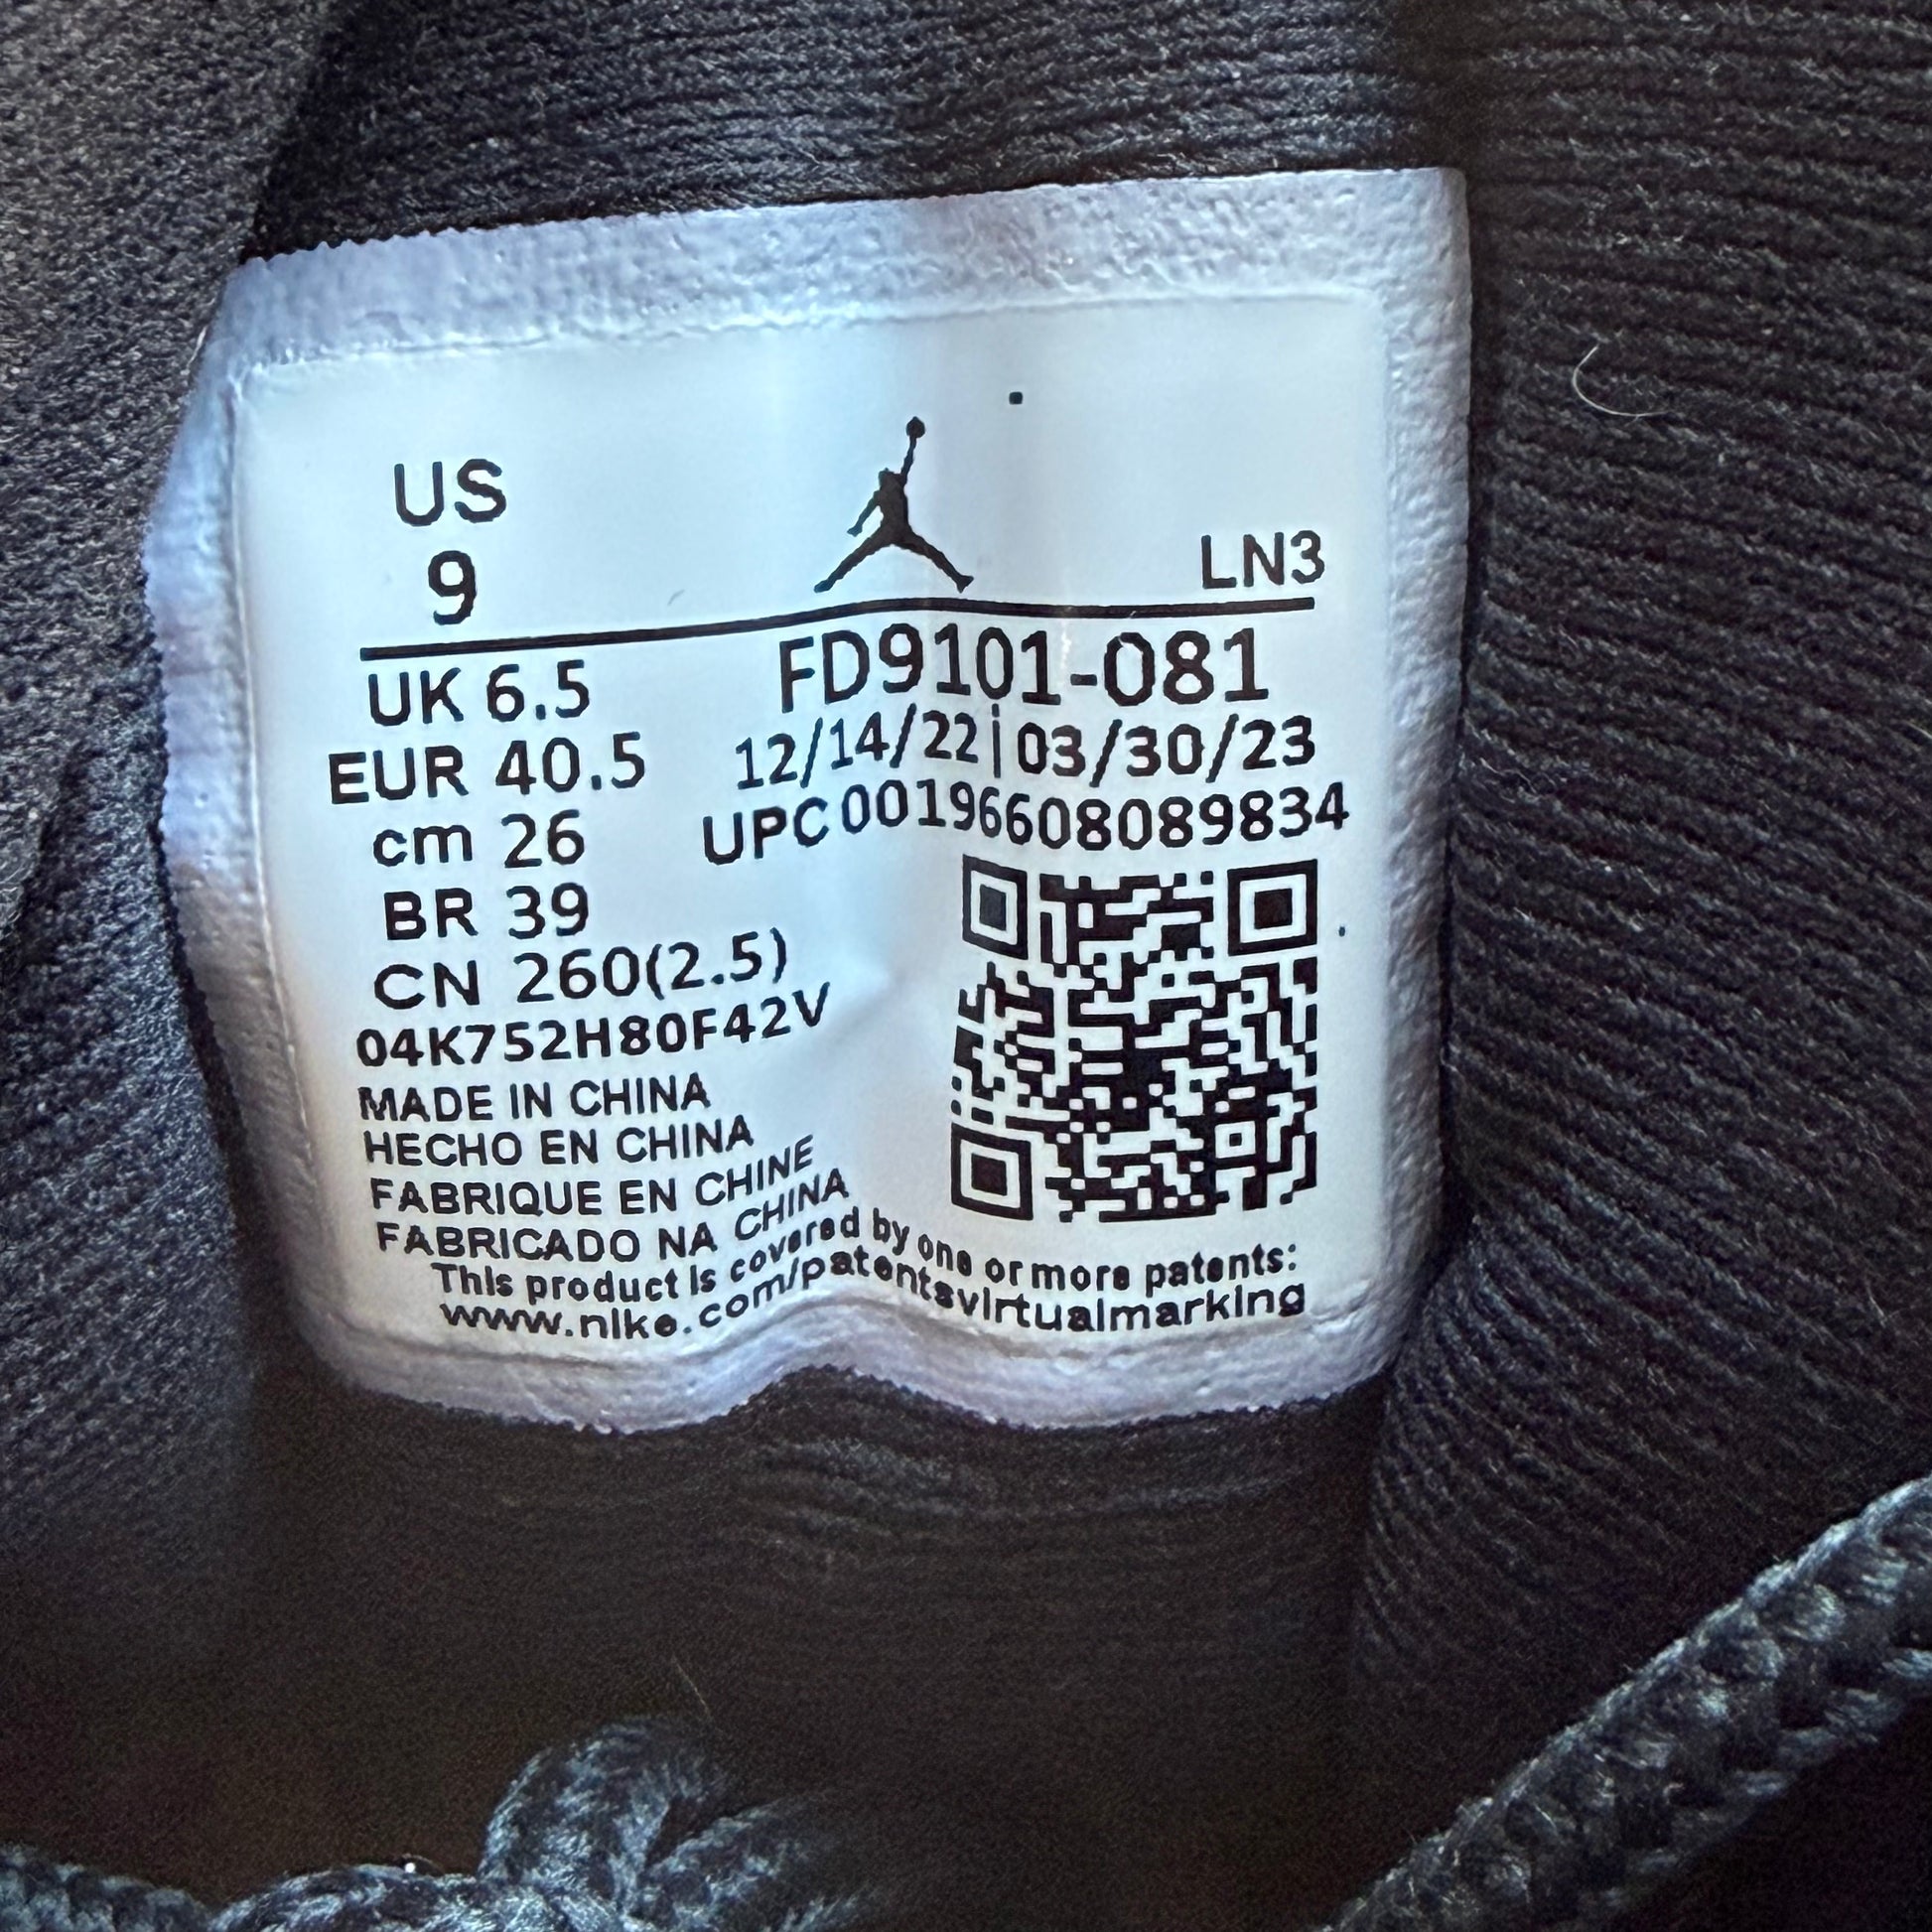 US
9
LN3
UK 6.5
EUR 40.5
cm 26
BR 39
CN 260(2.5)
04K752H80F42V
FD9101-081
12/14/22|03/30/23
UPC00196608089834
MADE IN CHINA
HECHO EN CHINA
FABRIQUE EN CHINE
FABRICADO NA CHINA
This product is covered by one or more patents:
www.nike.com/patentsvirtualmarking